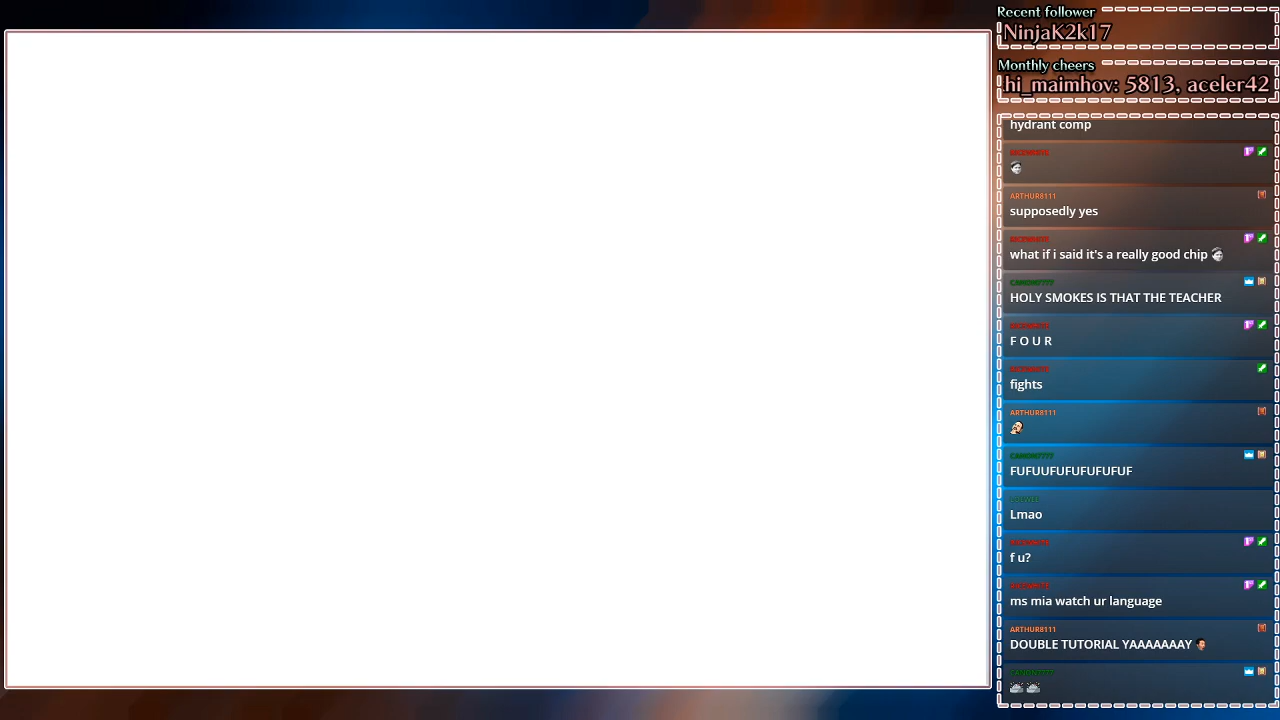 Recent follower
NinjaK2k17
Monthly cheers
hi_maimhov: 5813, aceler42
hydrant comp
ARTHUR8111
supposedly yes
what if i said it's a really good chip
HOLY SMOKES IS THAT THE TEACHER
F O U R
fights
ARTHUR8111
FUFUUFUFUFUFUFUF
Lmao
f u?
ms mia watch ur language
ARTHUR8111
DOUBLE TUTORIAL YAAAAAAAY